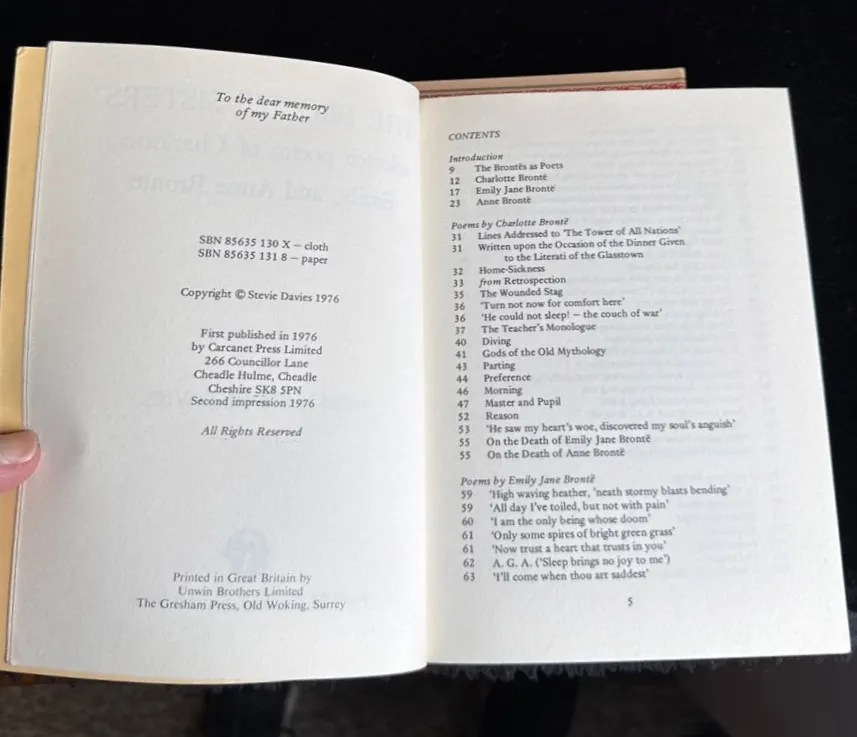 To the dear memory
of my Father
SBN 85635 130 X – cloth
SBN 85635 131 8 – paper
Copyright © Stevie Davies 1976
First published in 1976
by Carcanet Press Limited
266 Councillor Lane
Cheadle Hulme, Cheadle
Cheshire SK8 5PN
Second impression 1976
All Rights Reserved
Printed in Great Britain by
Unwin Brothers Limited
The Gresham Press, Old Woking, Surrey
CONTENTS
Introduction
9 The Brontës as Poets
12 Charlotte Brontë
17 Emily Jane Brontë
23 Anne Brontë
Poems by Charlotte Brontë
31 Lines Addressed to 'The Tower of All Nations'
31 Written upon the Occasion of the Dinner Given
to the Literati of the Glasstown
32 Home-Sickness
33 from Retrospection
35 The Wounded Stag
36 'Turn not now for comfort here'
36 'He could not sleep! – the couch of war'
37 The Teacher's Monologue
40 Diving
41 Gods of the Old Mythology
43 Parting
44 Preference
46 Morning
47 Master and Pupil
52 Reason
53 'He saw my heart's woe, discovered my soul's anguish'
55 On the Death of Emily Jane Brontë
55 On the Death of Anne Brontë
Poems by Emily Jane Brontë
59 'High waving heather, 'neath stormy blasts bending'
59 'All day I've toiled, but not with pain'
60 'I am the only being whose doom'
61 'Only some spires of bright green grass'
61 'Now trust a heart that trusts in you'
62 A. G. A. ('Sleep brings no joy to me')
63 'I'll come when thou art saddest'
5